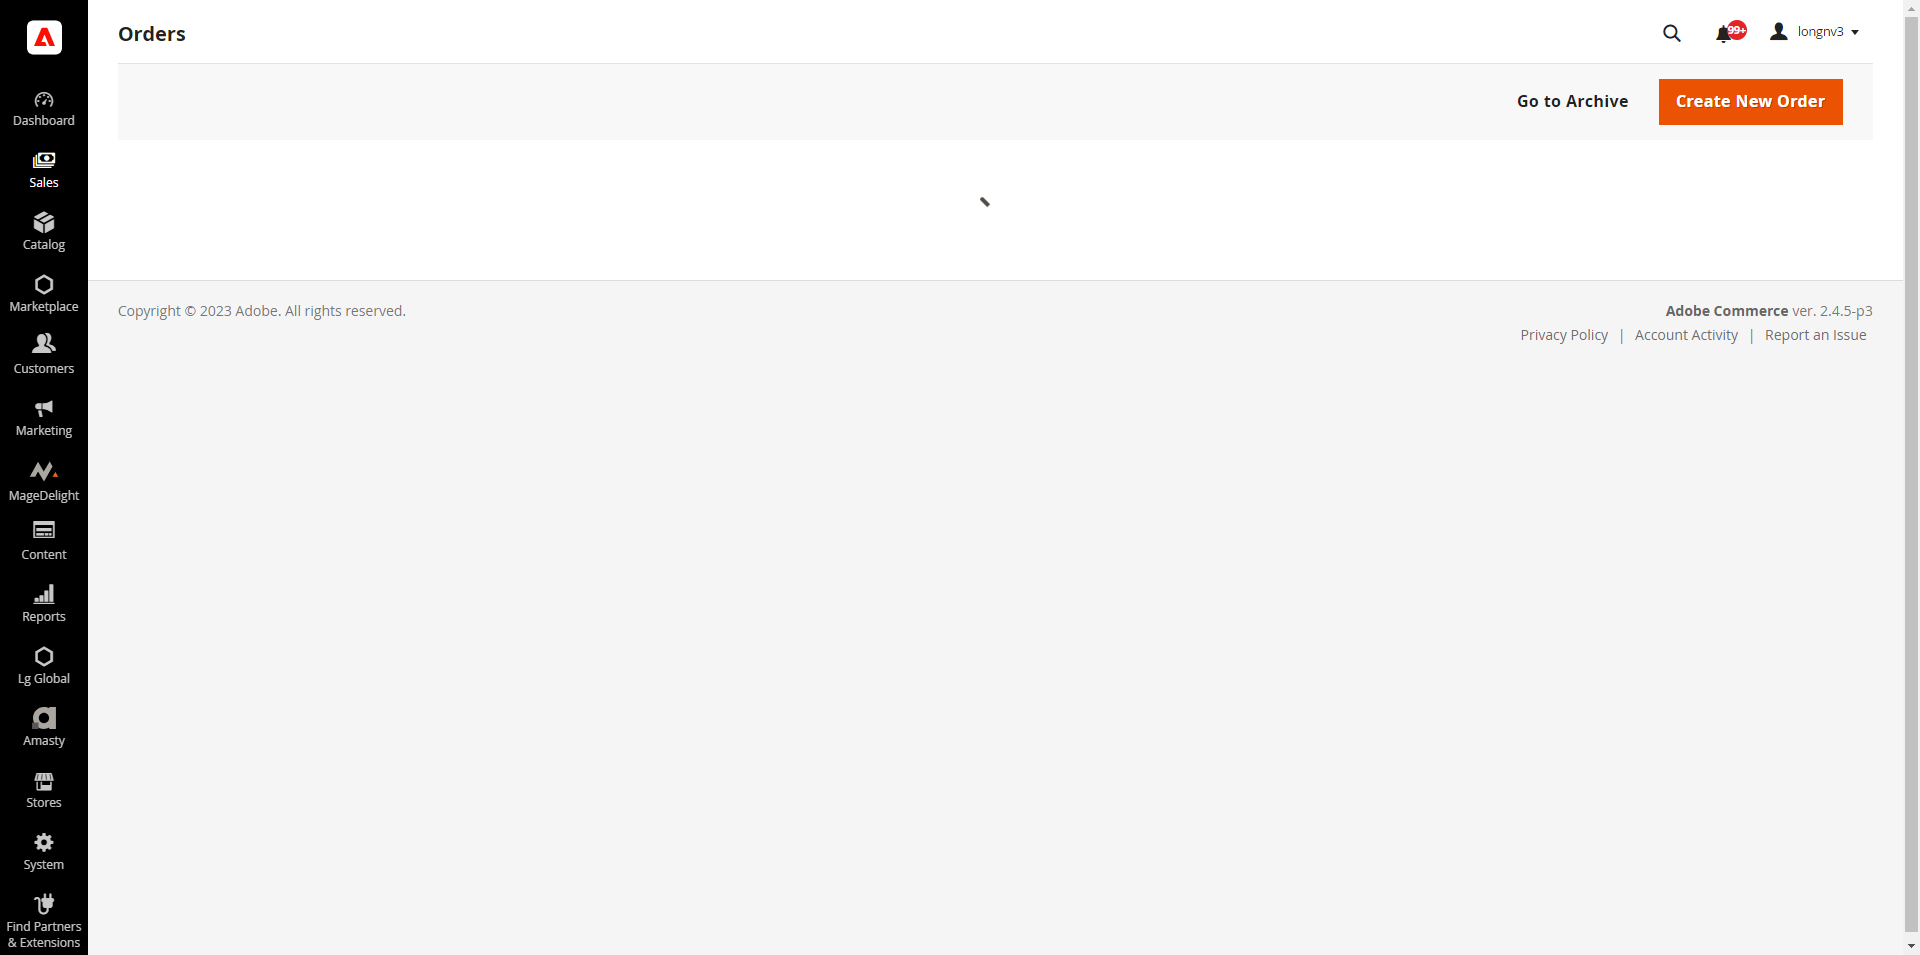 Orders
99+
longnv3
Go to Archive
Create New Order
Dashboard
Sales
Catalog
Marketplace
Customers
Marketing
MageDelight
Content
Reports
Lg Global
Amasty
Stores
System
Find Partners
& Extensions
Copyright © 2023 Adobe. All rights reserved.
Adobe Commerce ver. 2.4.5-p3
Privacy Policy | Account Activity | Report an Issue